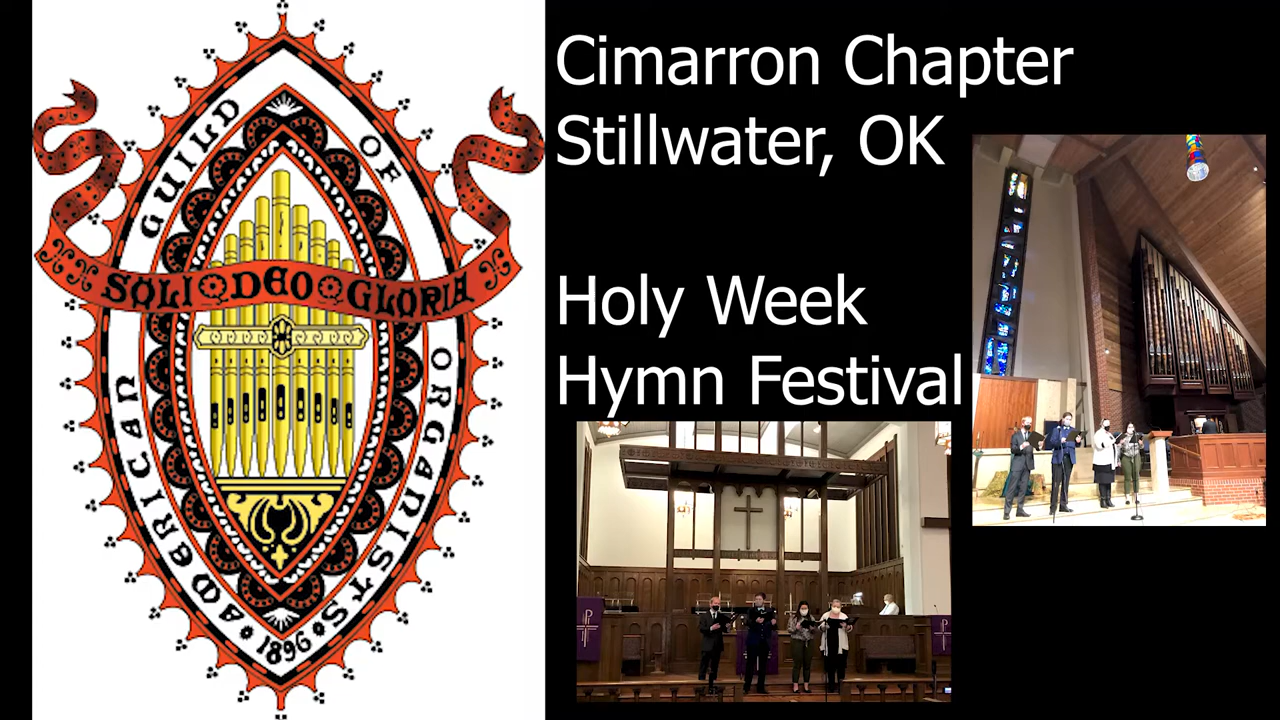 GUILD OF
SOLI DEO GLORIA
AMERICAN ORGANISTS
1896
Cimarron Chapter
Stillwater, OK
Holy Week
Hymn Festival